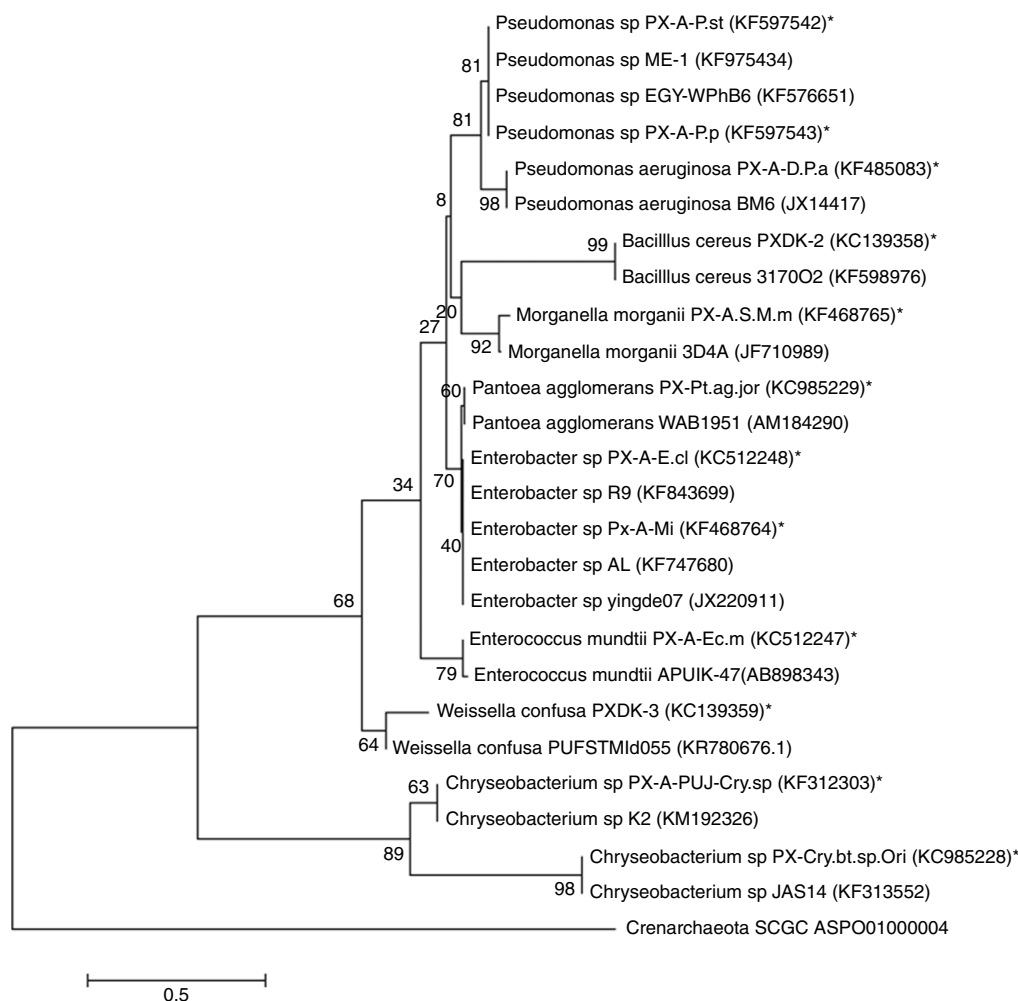 Pseudomonas sp PX-A-P.st (KF597542)*
81
Pseudomonas sp ME-1 (KF975434)
Pseudomonas sp EGY-WPhB6 (KF576651)
81
Pseudomonas sp PX-A-P.p (KF597543)*
Pseudomonas aeruginosa PX-A-D.P.a (KF485083)*
8
98
Pseudomonas aeruginosa BM6 (JX14417)
Bacilllus cereus PXDK-2 (KC139358)*
99
Bacilllus cereus 3170O2 (KF598976)
20
Morganella morganii PX-A.S.M.m (KF468765)*
27
92
Morganella morganii 3D4A (JF710989)
60
Pantoea agglomerans PX-Pt.ag.jor (KC985229)*
Pantoea agglomerans WAB1951 (AM184290)
Enterobacter sp PX-A-E.cl (KC512248)*
34
70
Enterobacter sp R9 (KF843699)
Enterobacter sp Px-A-Mi (KF468764)*
40
Enterobacter sp AL (KF747680)
68
Enterobacter sp yingde07 (JX220911)
Enterococcus mundtii PX-A-Ec.m (KC512247)*
79
Enterococcus mundtii APUIK-47(AB898343)
Weissella confusa PXDK-3 (KC139359)*
64
Weissella confusa PUFSTMId055 (KR780676.1)
63
Chryseobacterium sp PX-A-PUJ-Cry.sp (KF312303)*
Chryseobacterium sp K2 (KM192326)
89
Chryseobacterium sp PX-Cry.bt.sp.Ori (KC985228)*
98
Chryseobacterium sp JAS14 (KF313552)
Crenarchaeota SCGC ASPO01000004
0.5